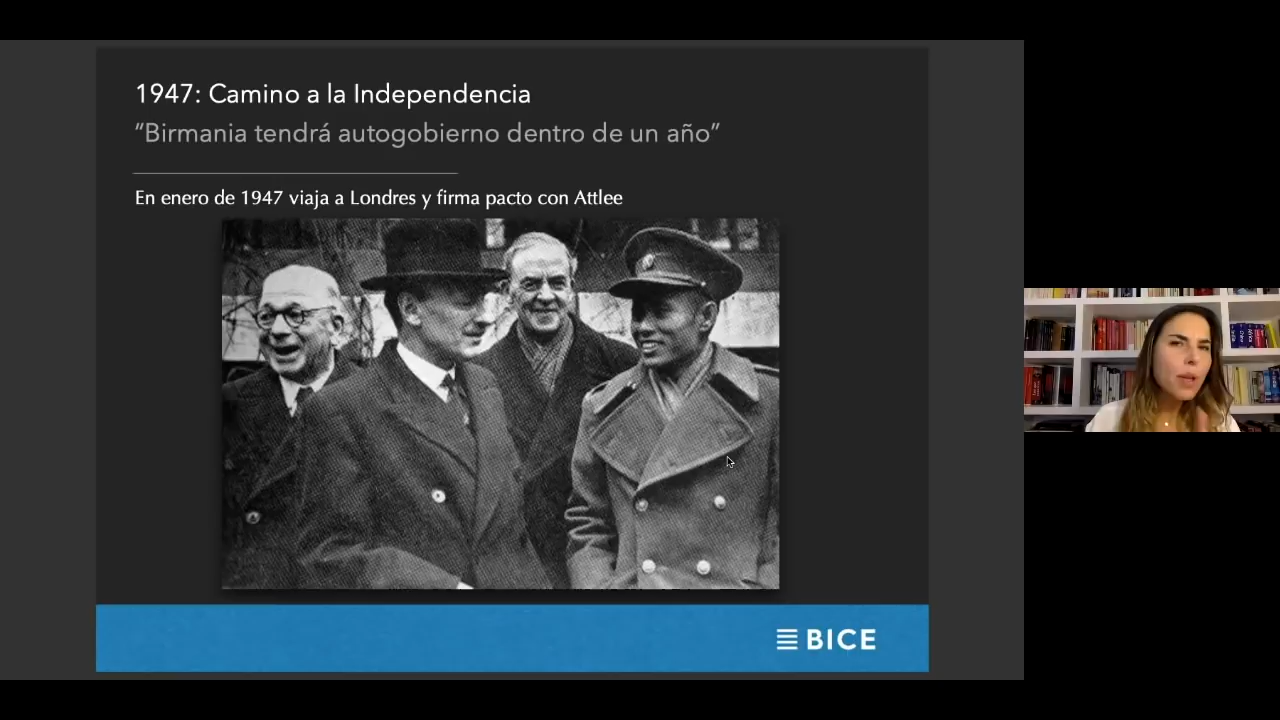 1947: Camino a la Independencia
“Birmania tendrá autogobierno dentro de un año”
En enero de 1947 viaja a Londres y firma pacto con Attlee
BICE